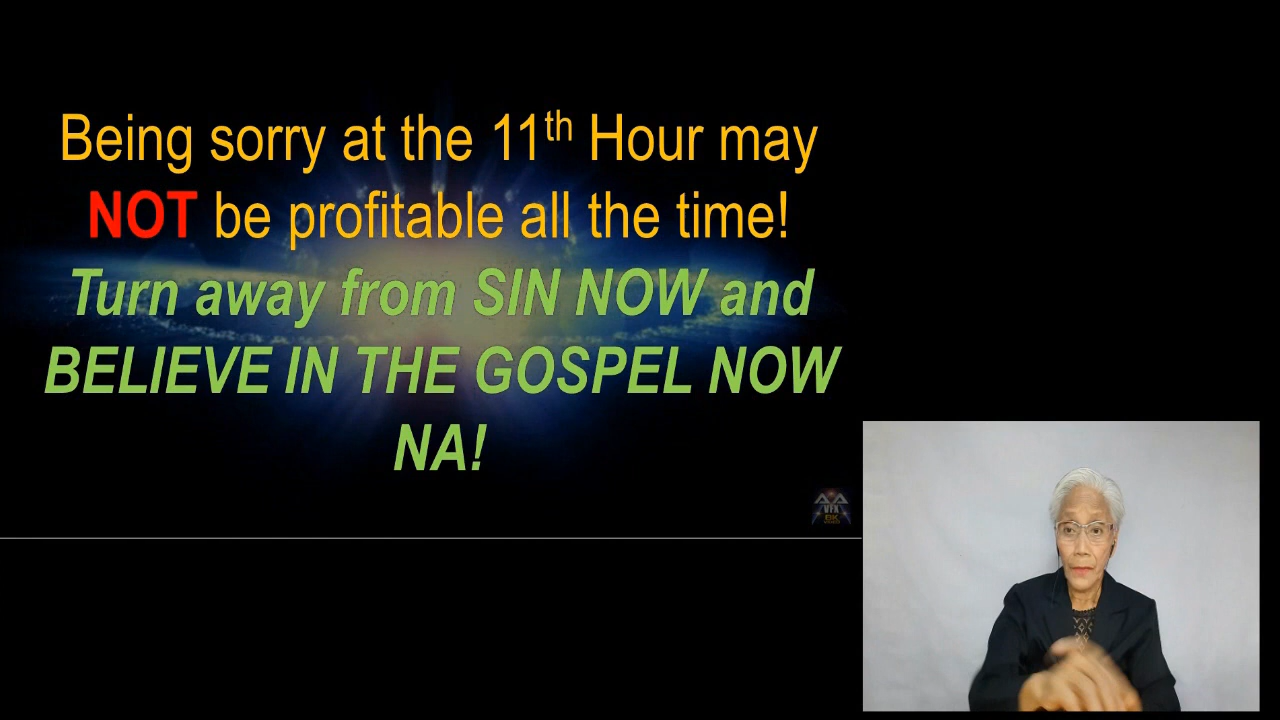 Being sorry at the 11th Hour may
NOT be profitable all the time!
Turn away from SIN NOW and
BELIEVE IN THE GOSPEL NOW
NA!
VFX